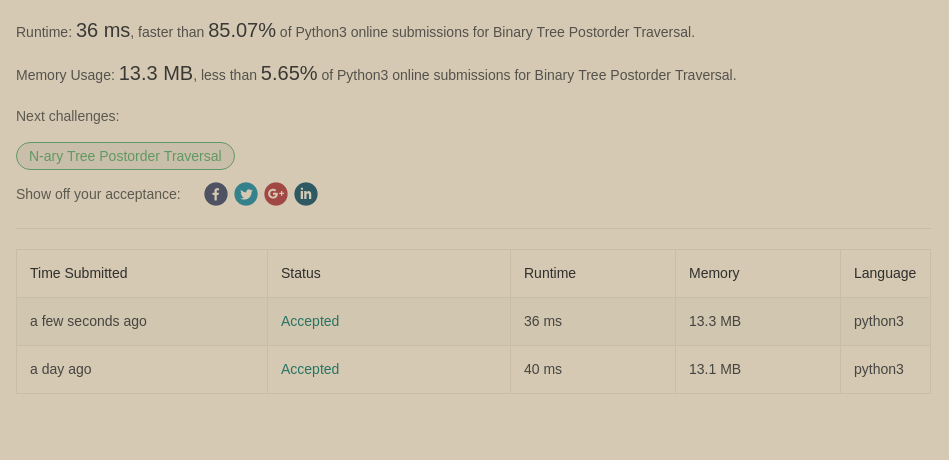 Runtime: 36 ms, faster than 85.07% of Python3 online submissions for Binary Tree Postorder Traversal.
Memory Usage: 13.3 MB, less than 5.65% of Python3 online submissions for Binary Tree Postorder Traversal.
Next challenges:
N-ary Tree Postorder Traversal
Show off your acceptance:
Time Submitted Status Runtime Memory Language
a few seconds ago Accepted 36 ms 13.3 MB python3
a day ago Accepted 40 ms 13.1 MB python3